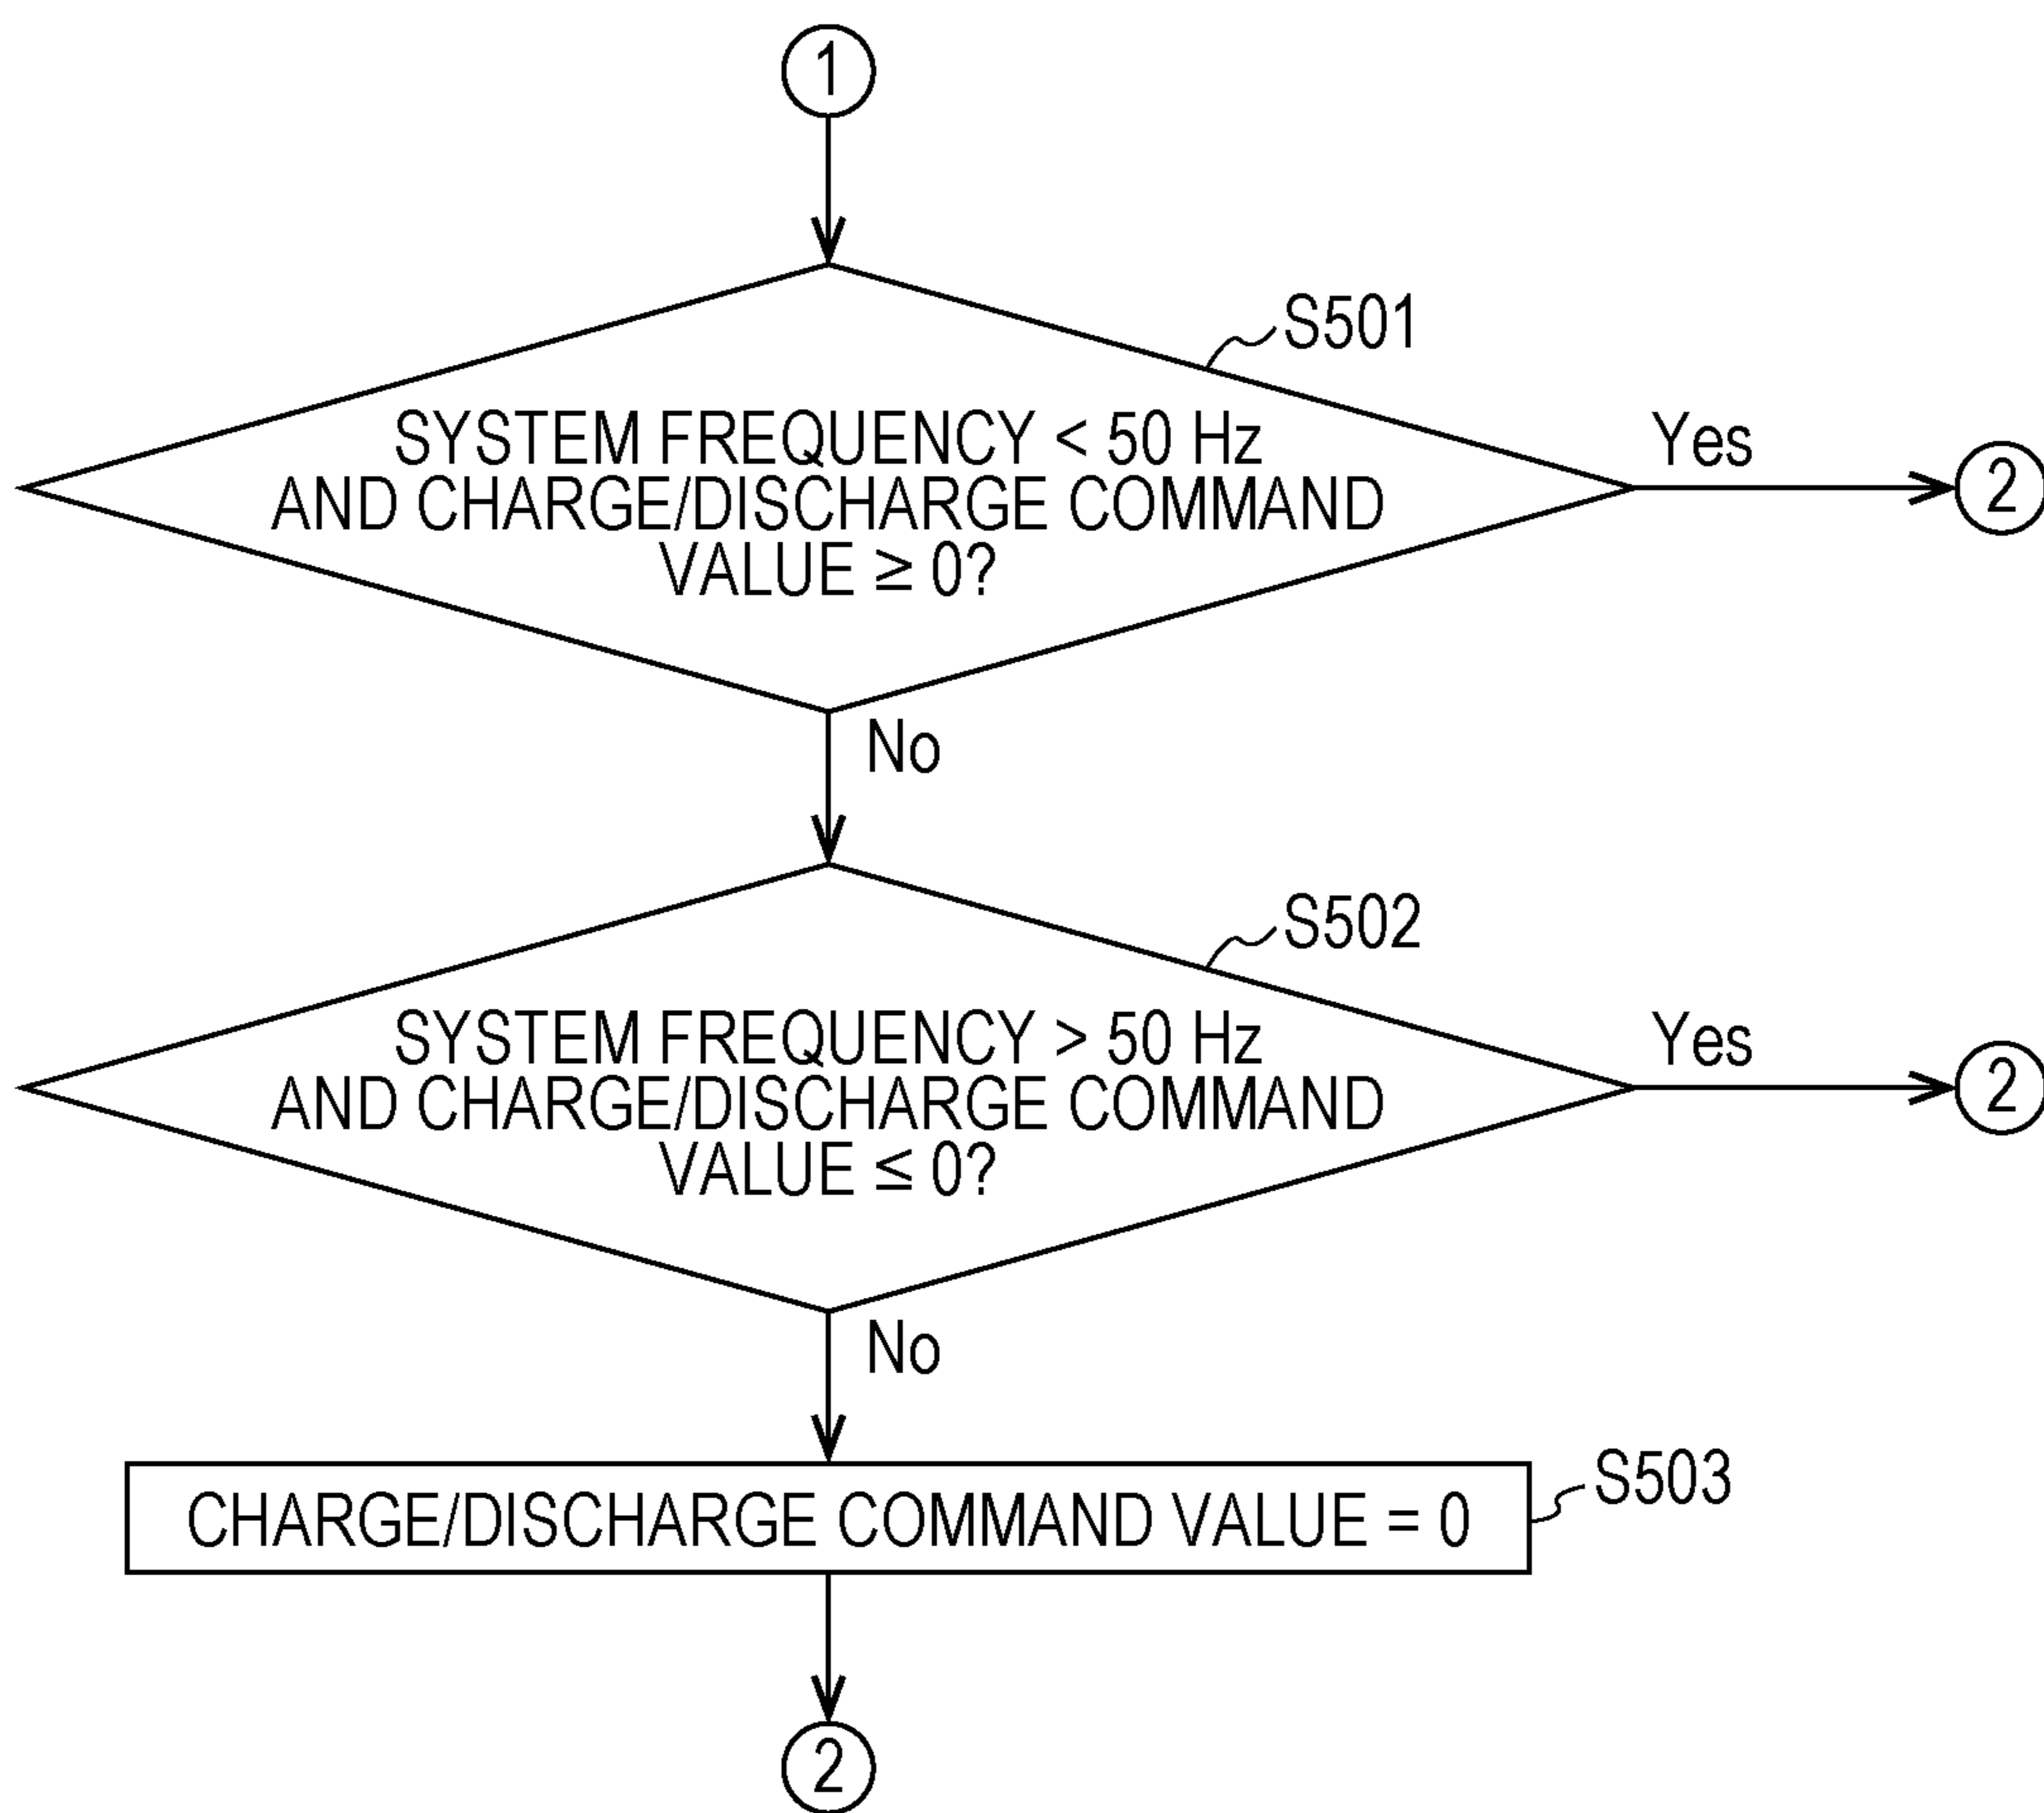 1
S501
SYSTEM FREQUENCY < 50 Hz
AND CHARGE/DISCHARGE COMMAND
VALUE ≥ 0?
Yes
2
No
S502
SYSTEM FREQUENCY > 50 Hz
AND CHARGE/DISCHARGE COMMAND
VALUE ≤ 0?
Yes
2
No
S503
CHARGE/DISCHARGE COMMAND VALUE = 0
2